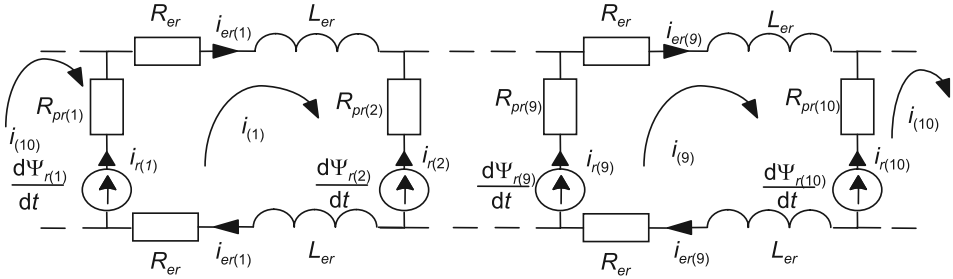 R_er i_er(1) L_er R_er i_er(9) L_er
R_pr(1) R_pr(2) R_pr(9) R_pr(10)
i_(10) i_(1) i_(9) i_(10)
dΨ_r(1) i_r(1) dΨ_r(2) i_r(2) dΨ_r(9) i_r(9) dΨ_r(10) i_r(10)
dt dt dt dt
R_er i_er(1) L_er R_er i_er(9) L_er